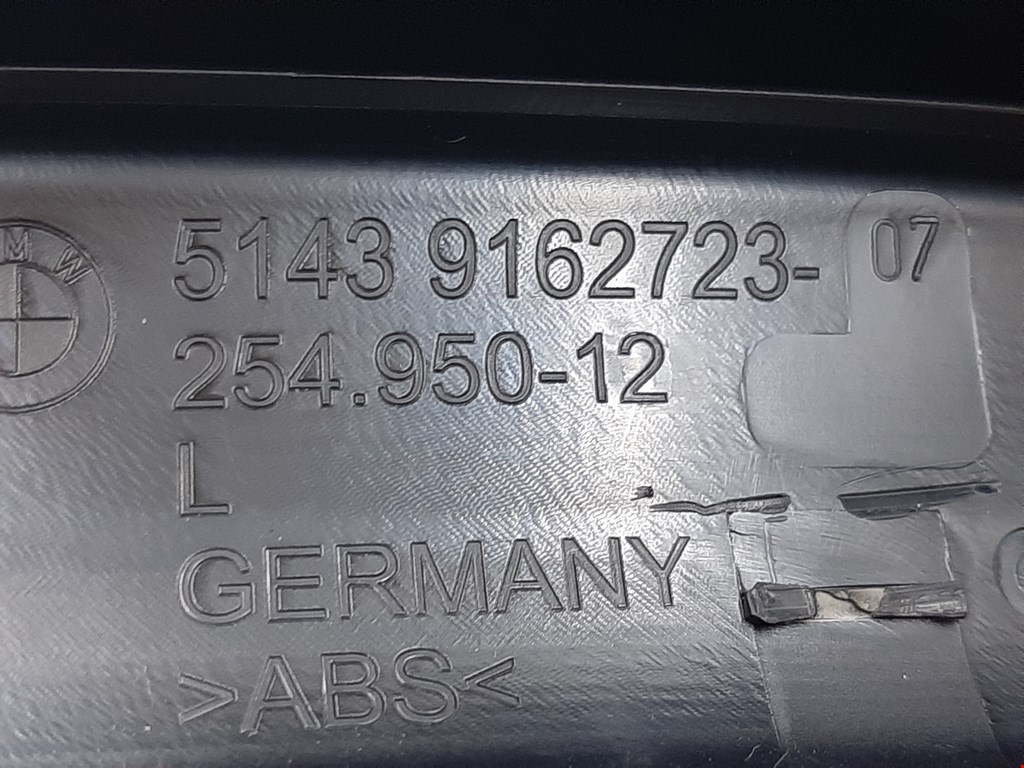 BMW
5143 9162723- 07
254.950-12
L
GERMANY
>ABS<